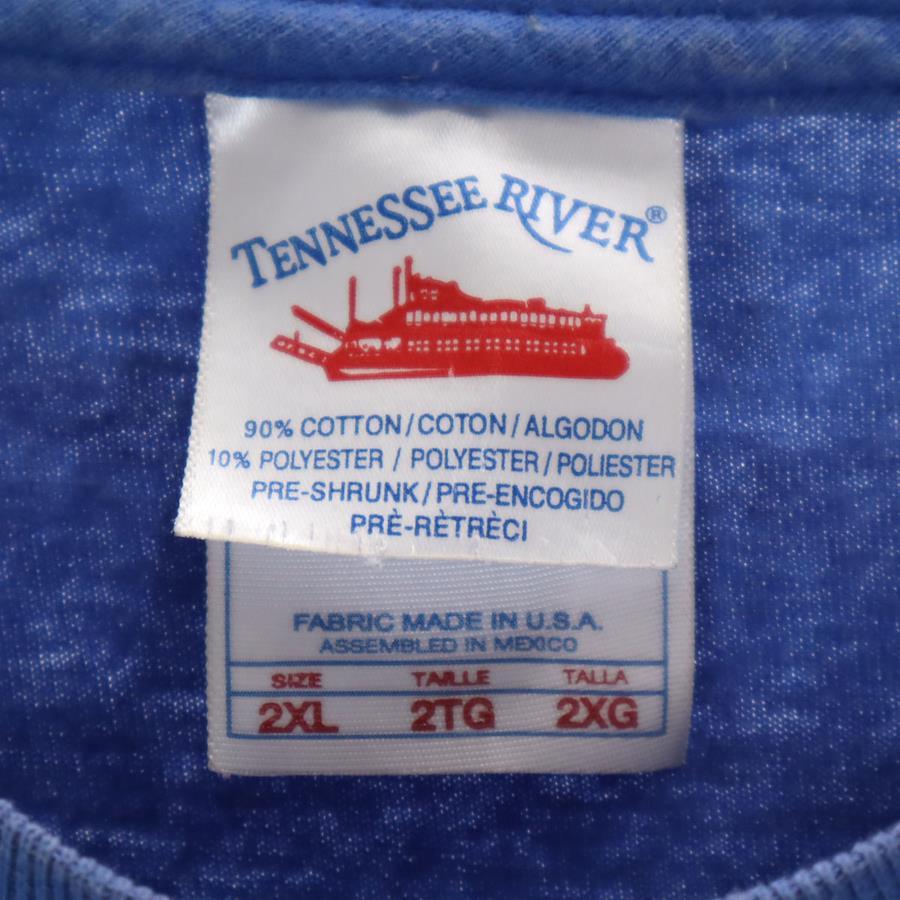 TENNESSEE RIVER®
90% COTTON/COTON/ALGODON
10% POLYESTER / POLYESTER/POLIESTER
PRE-SHRUNK/PRE-ENCOGIDO
PRÈ-RÈTRÈCI
FABRIC MADE IN U.S.A.
ASSEMBLED IN MEXICO
SIZE TAILLE TALLA
2XL 2TG 2XG